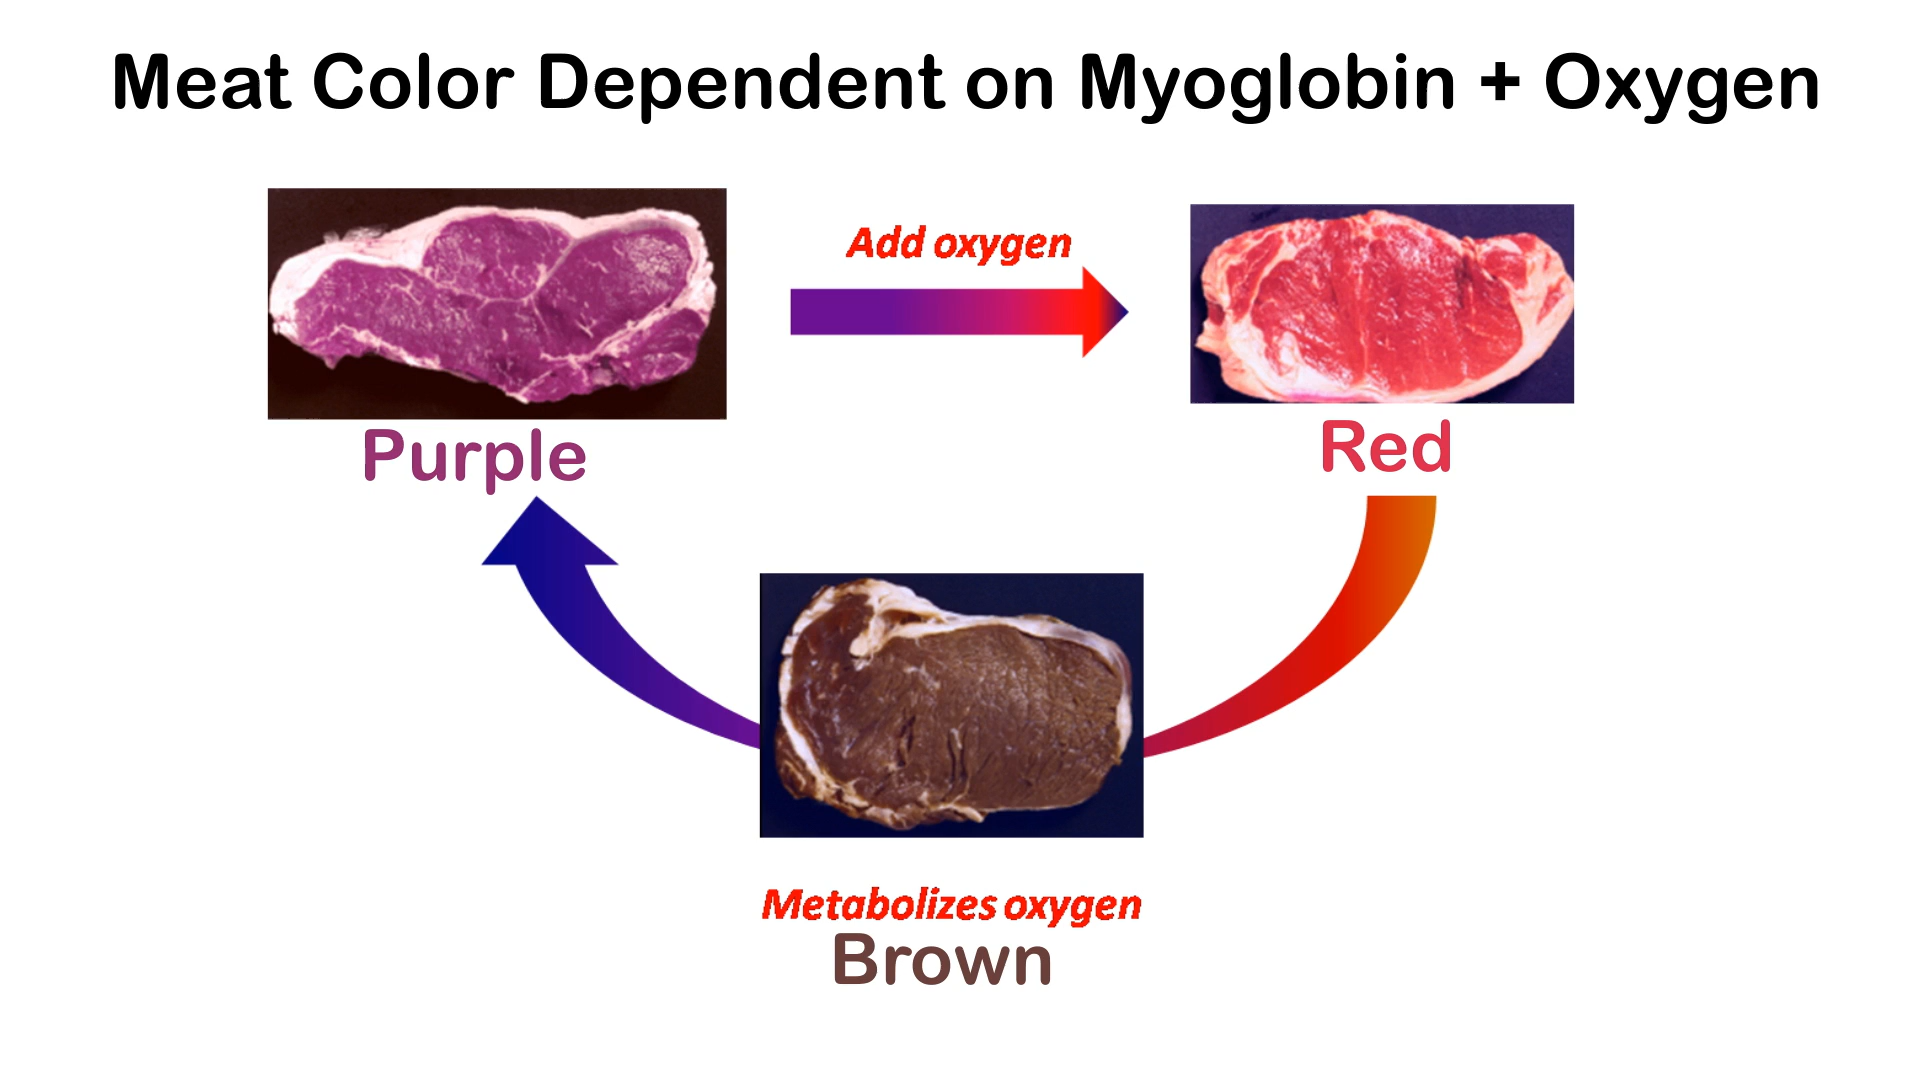 Meat Color Dependent on Myoglobin + Oxygen
Add oxygen
Purple
Red
Metabolizes oxygen
Brown